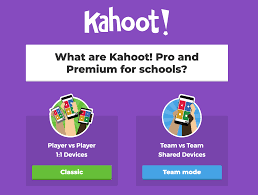 Kahoot!
What are Kahoot! Pro and
Premium for schools?
Player vs Player
1:1 Devices
Classic
Team vs Team
Shared Devices
Team mode